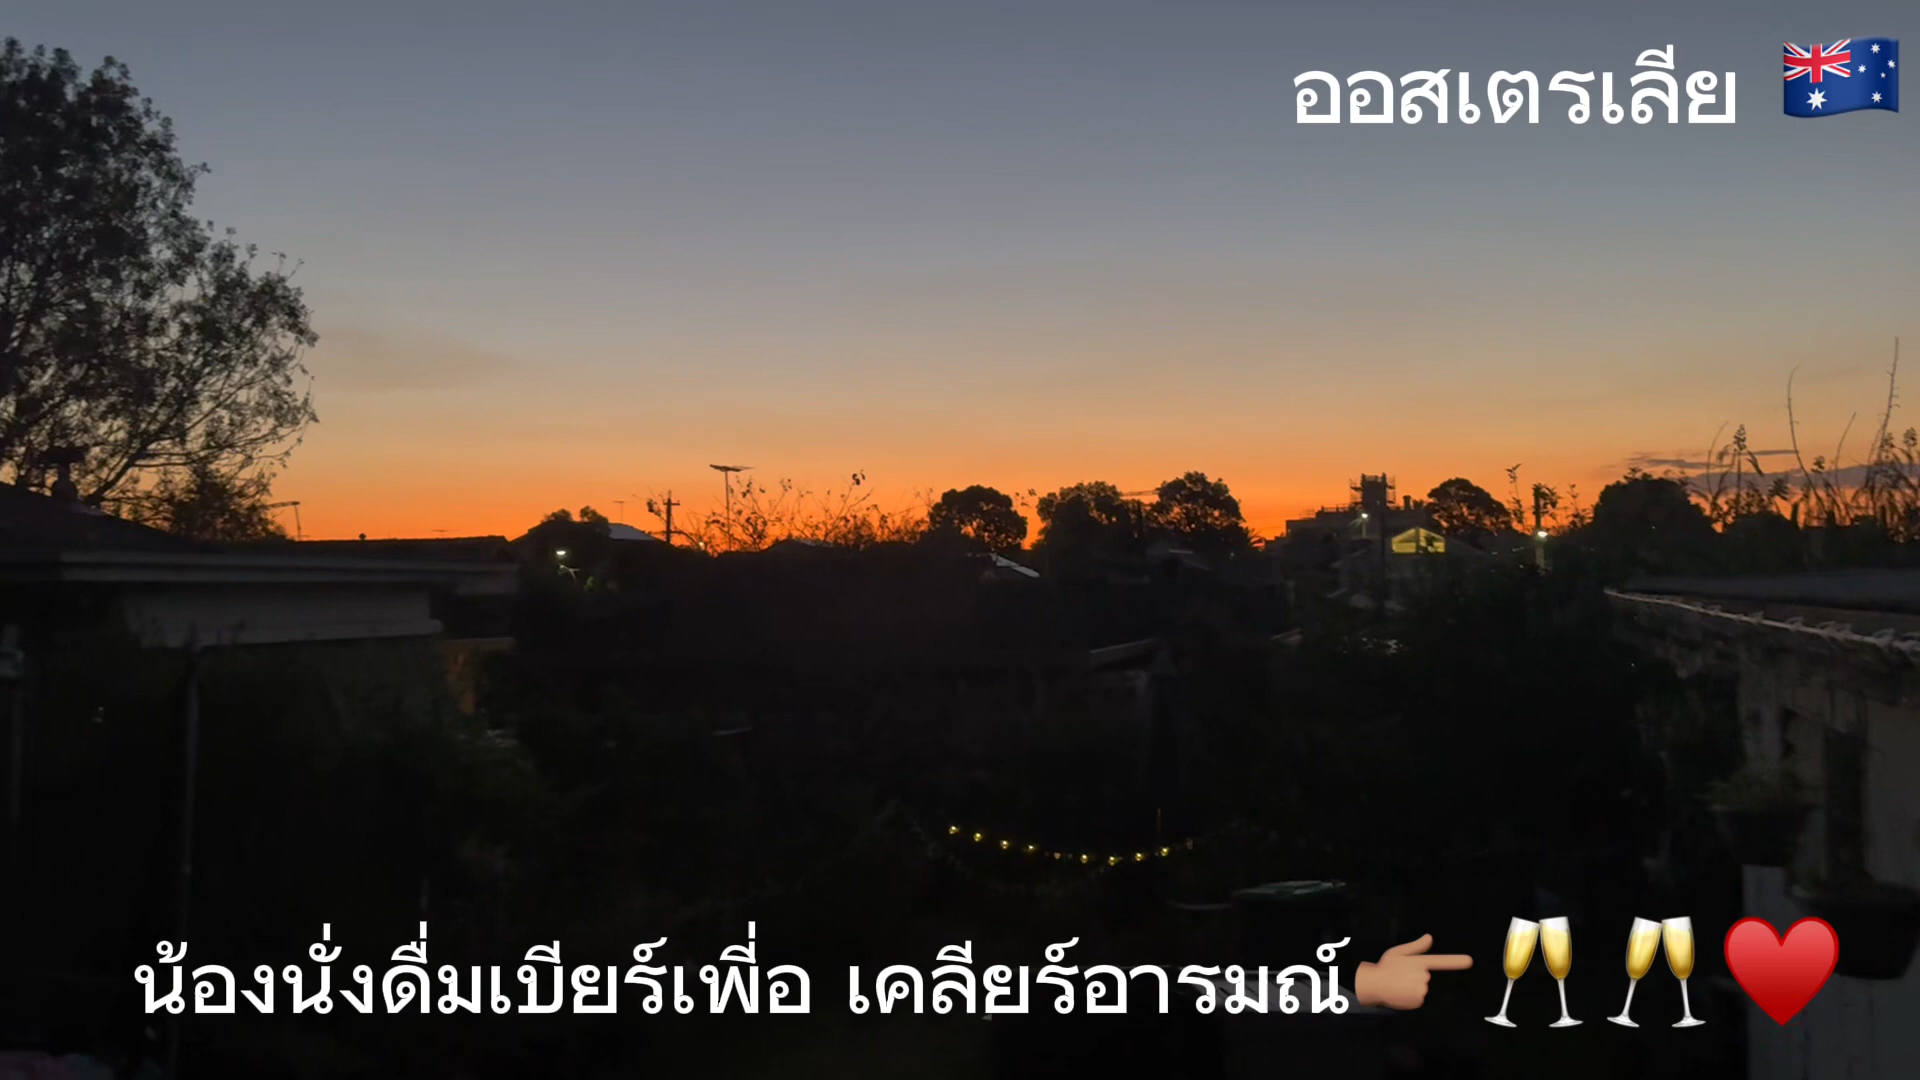 ออสเตรเลีย 🇦🇺
น้องนั่งดื่มเบียร์เพื่อ เคลียร์อารมณ์👉🏼🥂🥂♥️